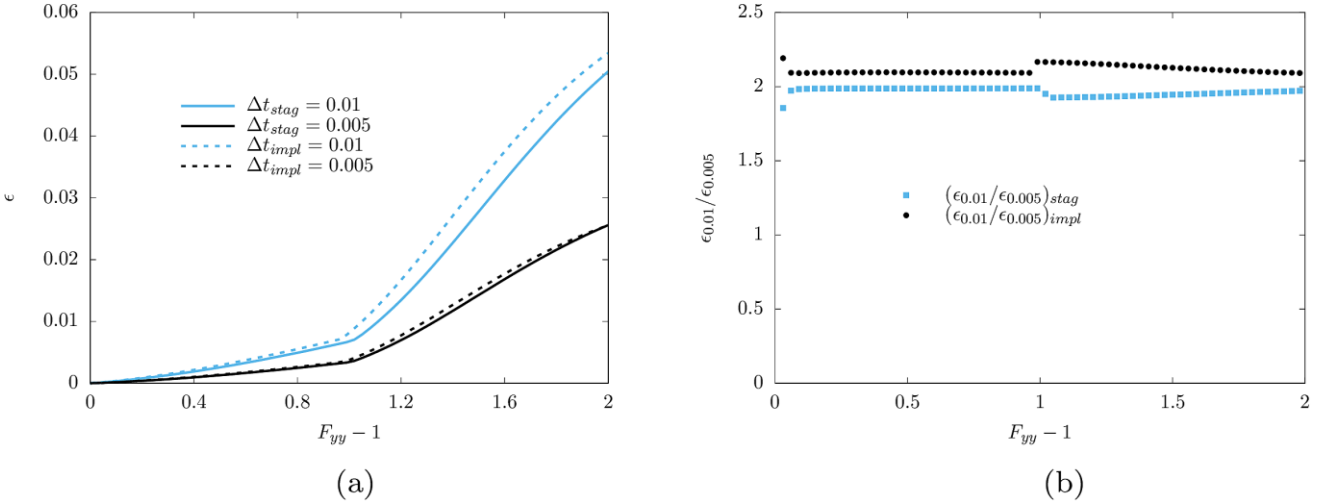 0.06
0.05
0.04
0.03
0.02
0.01
0
ϵ
Δt_stag = 0.01
Δt_stag = 0.005
Δt_impl = 0.01
Δt_impl = 0.005
0 0.4 0.8 1.2 1.6 2
F_yy − 1
(a)
2.5
2
1.5
1
0.5
0
ϵ_0.01/ϵ_0.005
(ϵ_0.01/ϵ_0.005)_stag
(ϵ_0.01/ϵ_0.005)_impl
0 0.5 1 1.5 2
F_yy − 1
(b)